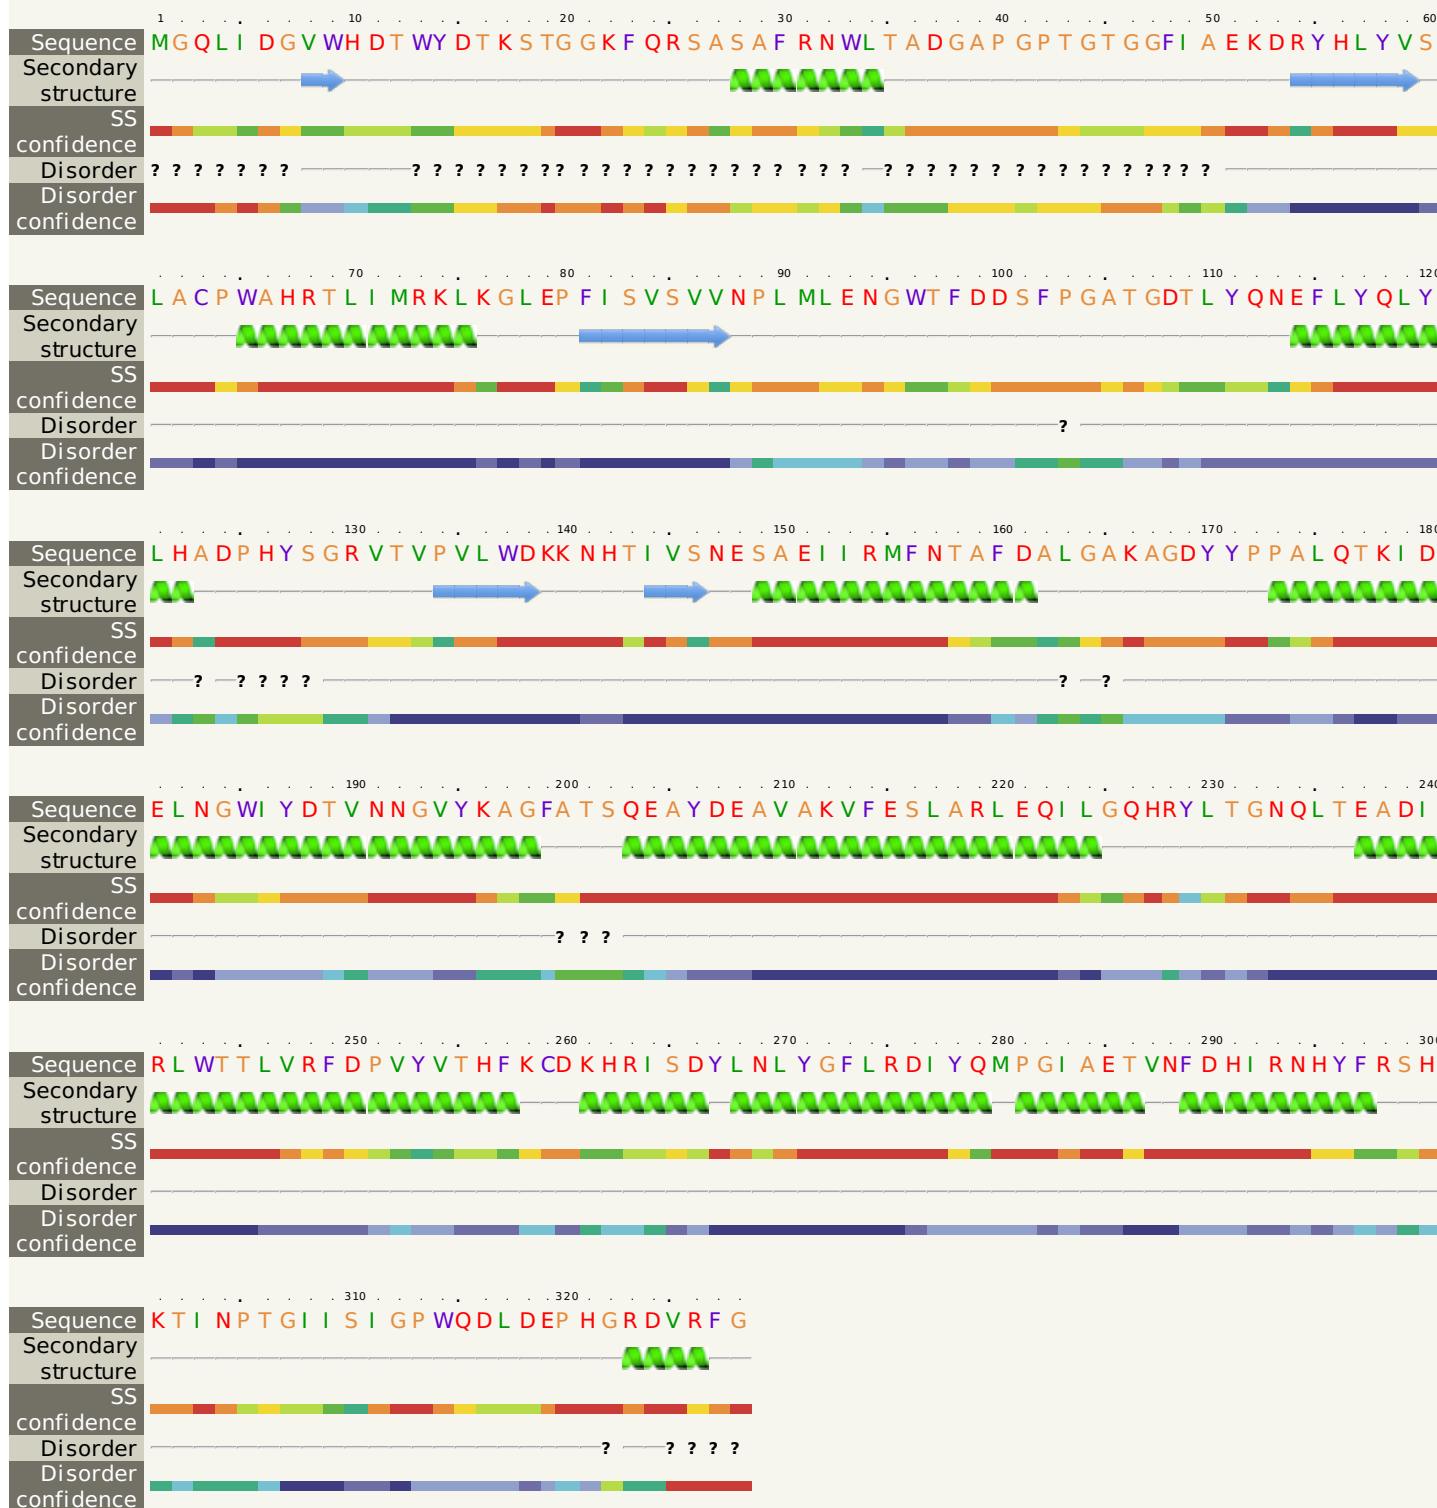 1 10 20 30 40 50 60
Sequence MGQLIDGVWHDTWYDTKSTGGKFQRSASAFRNWLTADGAPGPTGTGGFIAEKDRYHLYVS
Secondary
structure
SS
confidence
Disorder ??????? ????????????????????? ????????????????
Disorder
confidence
70 80 90 100 110 120
Sequence LACPWAHRTLIMRKLKGLEPFISVSVVNPLMLENGWTFDDSFPGATGDTLYQNEFLYQLY
Secondary
structure
SS
confidence
Disorder ?
Disorder
confidence
130 140 150 160 170 180
Sequence LHADPHYSGRVTVPVLWDKKNHTIVSNESAEIIRMFNTAFDALGAKAGDYYPPALQTKID
Secondary
structure
SS
confidence
Disorder ? ???? ? ?
Disorder
confidence
190 200 210 220 230 240
Sequence ELNGWIYDTVNNGVYKAGFATSQEAYDEAVAKVFESLARLEQILGQHRYLTGNQLTEADI
Secondary
structure
SS
confidence
Disorder ???
Disorder
confidence
250 260 270 280 290 300
Sequence RLWTTLVRFDPVYVTHFKCDKHRISDYLNLYGFLRDIYQMPGIAETVNFDHIRNHYFRSH
Secondary
structure
SS
confidence
Disorder
Disorder
confidence
310 320
Sequence KTINPTGIISIGPWQDLDEPHGRDVRFG
Secondary
structure
SS
confidence
Disorder ? ????
Disorder
confidence